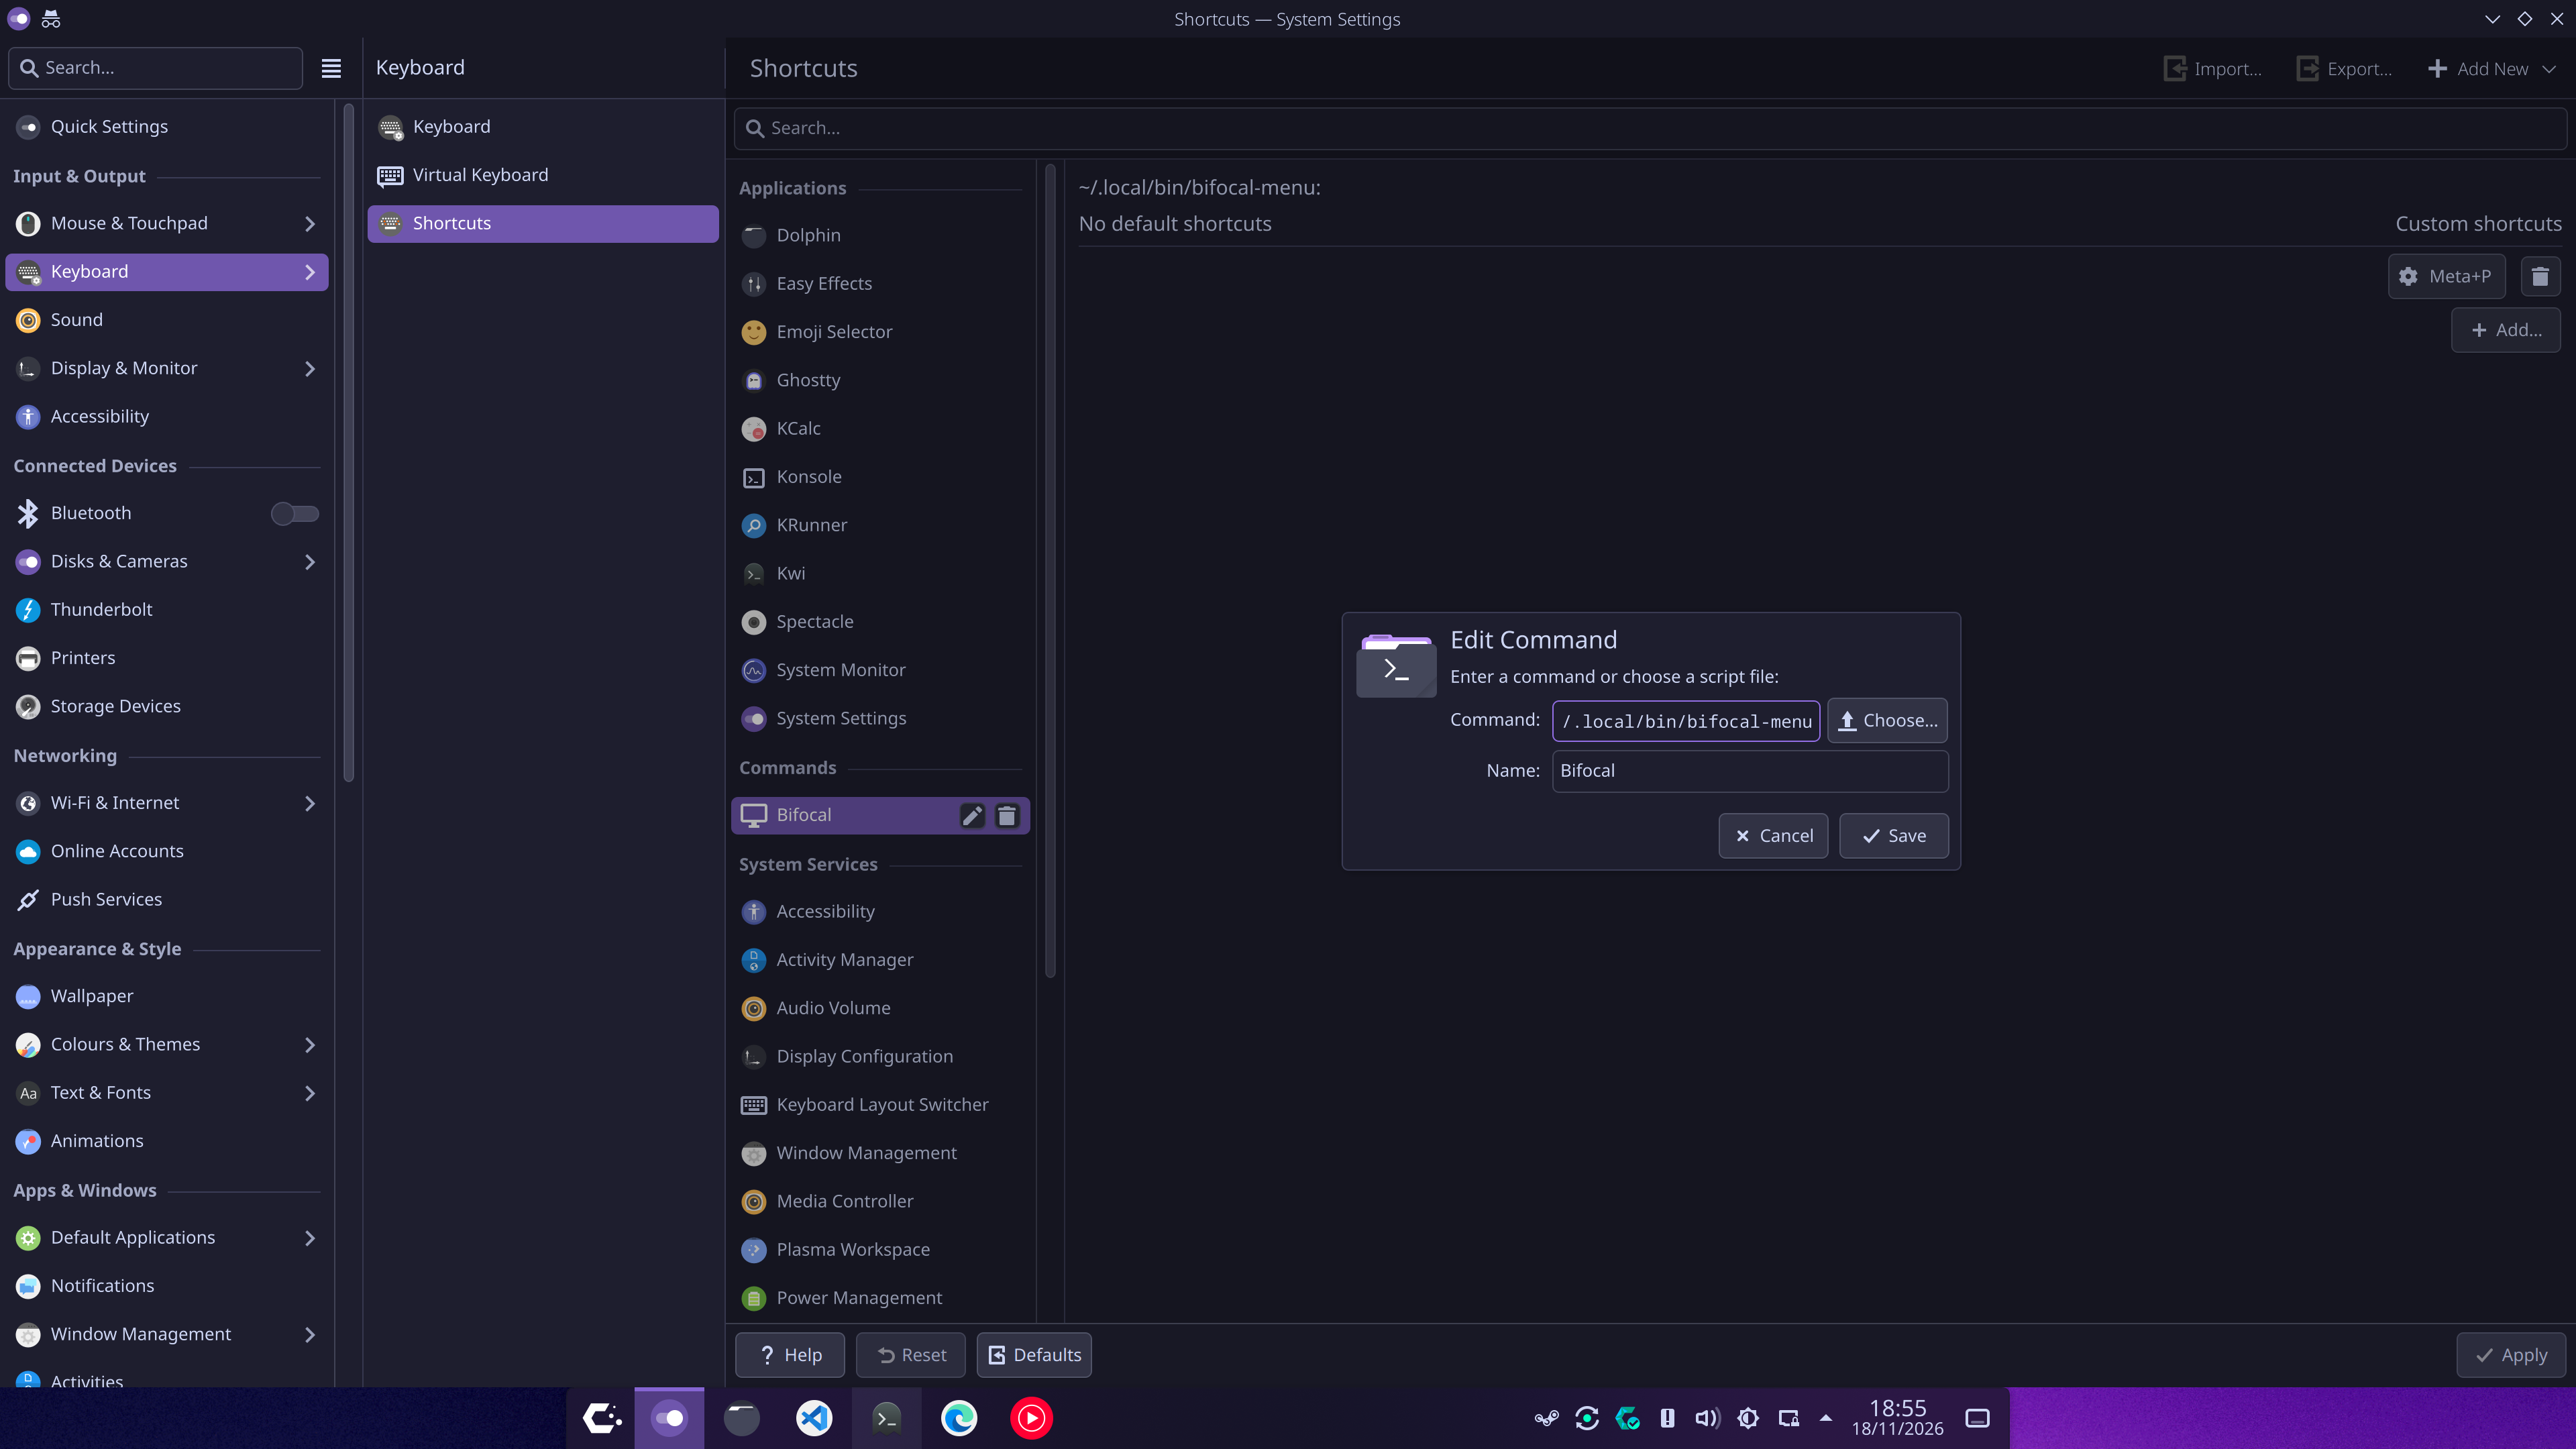 Shortcuts — System Settings
Search...
Keyboard
Shortcuts
Import...
Export...
Add New
Quick Settings
Input & Output
Mouse & Touchpad
Keyboard
Sound
Display & Monitor
Accessibility
Connected Devices
Bluetooth
Disks & Cameras
Thunderbolt
Printers
Storage Devices
Networking
Wi-Fi & Internet
Online Accounts
Push Services
Appearance & Style
Wallpaper
Colours & Themes
Text & Fonts
Animations
Apps & Windows
Default Applications
Notifications
Window Management
Activities
Keyboard
Virtual Keyboard
Shortcuts
Search...
Applications
Dolphin
Easy Effects
Emoji Selector
Ghostty
KCalc
Konsole
KRunner
Kwi
Spectacle
System Monitor
System Settings
Commands
Bifocal
System Services
Accessibility
Activity Manager
Audio Volume
Display Configuration
Keyboard Layout Switcher
Window Management
Media Controller
Plasma Workspace
Power Management
~/.local/bin/bifocal-menu:
No default shortcuts
Custom shortcuts
Meta+P
Add...
Edit Command
Enter a command or choose a script file:
Command: /.local/bin/bifocal-menu
Choose...
Name: Bifocal
Cancel
Save
Help
Reset
Defaults
Apply
18:55
18/11/2026